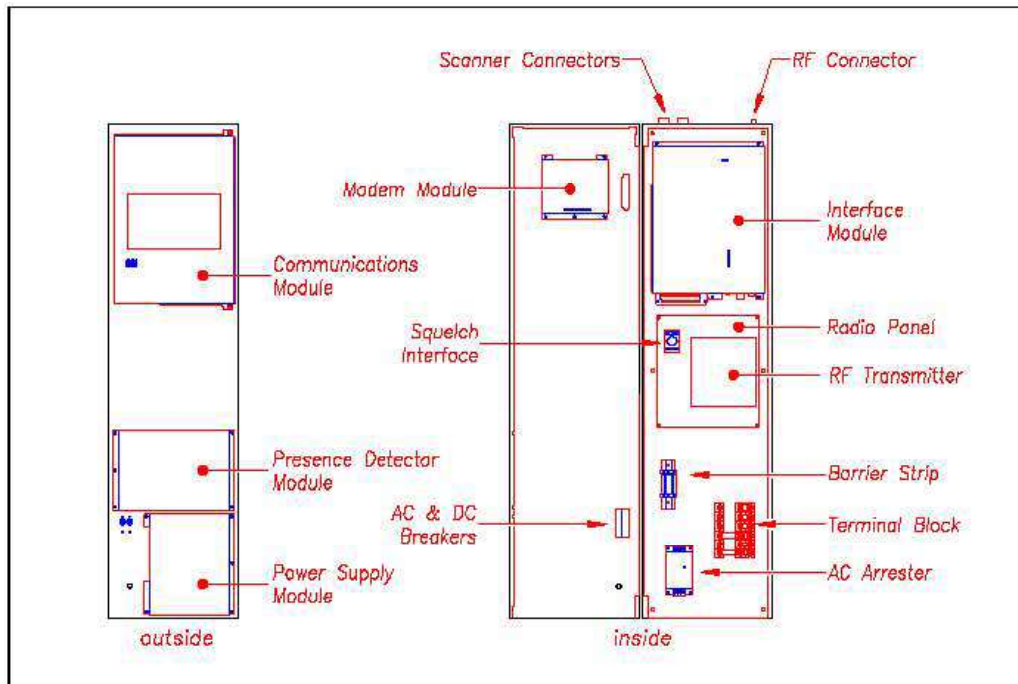 Scanner Connectors
RF Connector
Modem Module
Interface
Module
Communications
Module
Squelch
Interface
Radio Panel
RF Transmitter
Presence Detector
Module
Barrier Strip
AC & DC
Breakers
Terminal Block
Power Supply
Module
AC Arrester
outside
inside